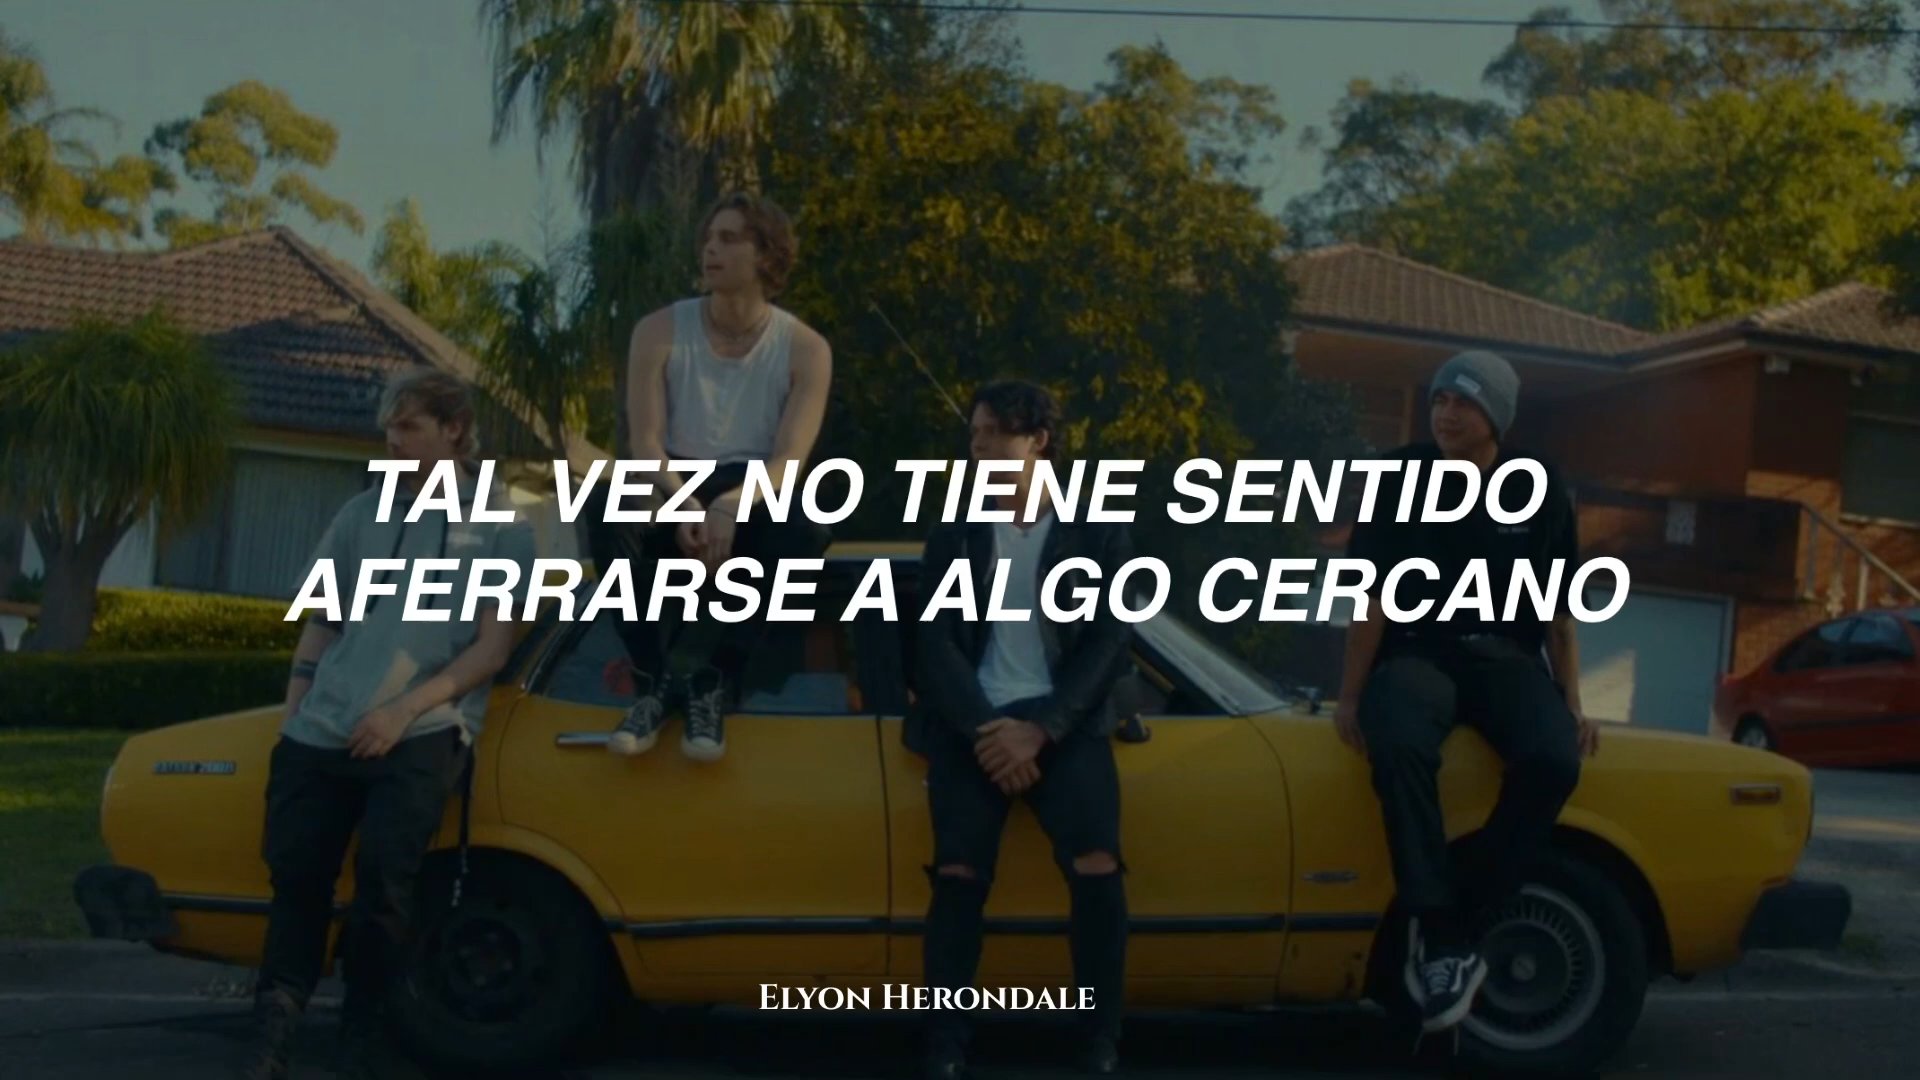 TAL VEZ NO TIENE SENTIDO
AFERRARSE A ALGO CERCANO
ELYON HERONDALE